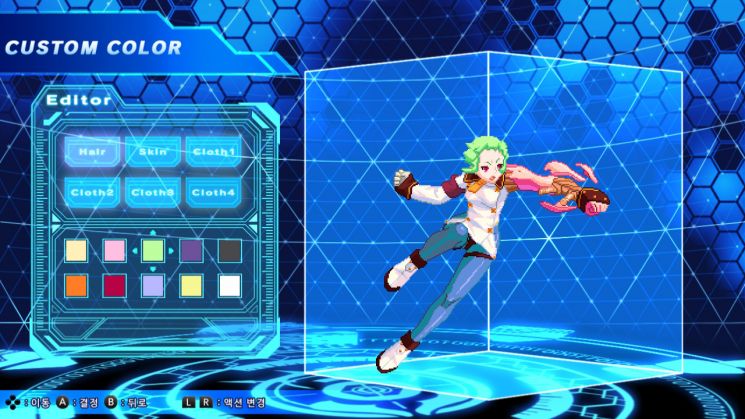 CUSTOM COLOR
Editor
Hair Skin Cloth1
Cloth2 Cloth3 Cloth4
: 이동 A : 결정 B : 뒤로 L R : 액션 변경